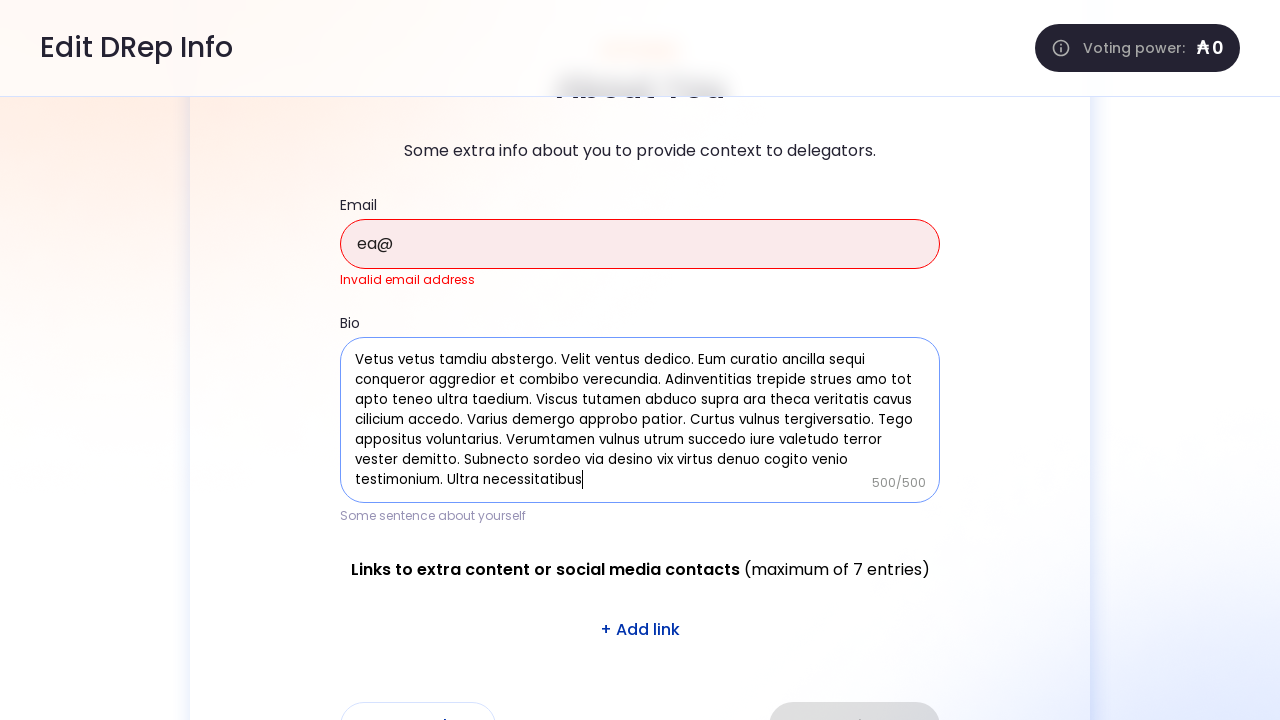 Edit DRep Info
Voting power: ₳0
About You
Some extra info about you to provide context to delegators.
Email
ea@
Invalid email address
Bio
Vetus vetus tamdiu abstergo. Velit ventus dedico. Eum curatio ancilla sequi
conqueror aggredior et combibo verecundia. Adinventitias trepide strues amo tot
apto teneo ultra taedium. Viscus tutamen abduco supra ara theca veritatis cavus
cilicium accedo. Varius demergo approbo patior. Curtus vulnus tergiversatio. Tego
appositus voluntarius. Verumtamen vulnus utrum succedo iure valetudo terror
vester demitto. Subnecto sordeo via desino vix virtus denuo cogito venio
testimonium. Ultra necessitatibus
500/500
Some sentence about yourself
Links to extra content or social media contacts (maximum of 7 entries)
+ Add link